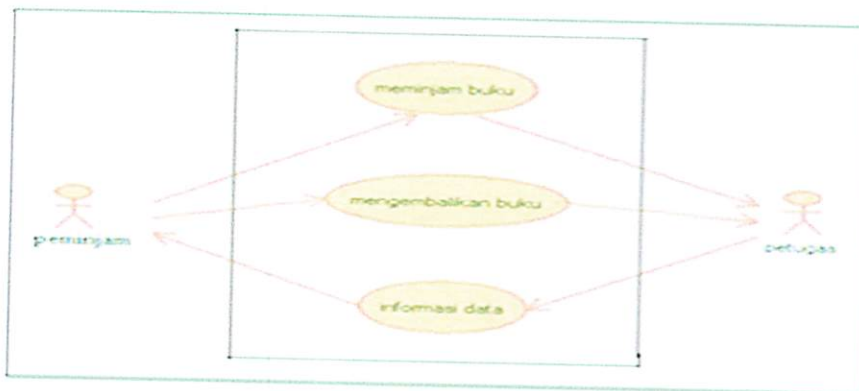 meminjam buku
mengembalikan buku
peminjam
petugas
informasi data